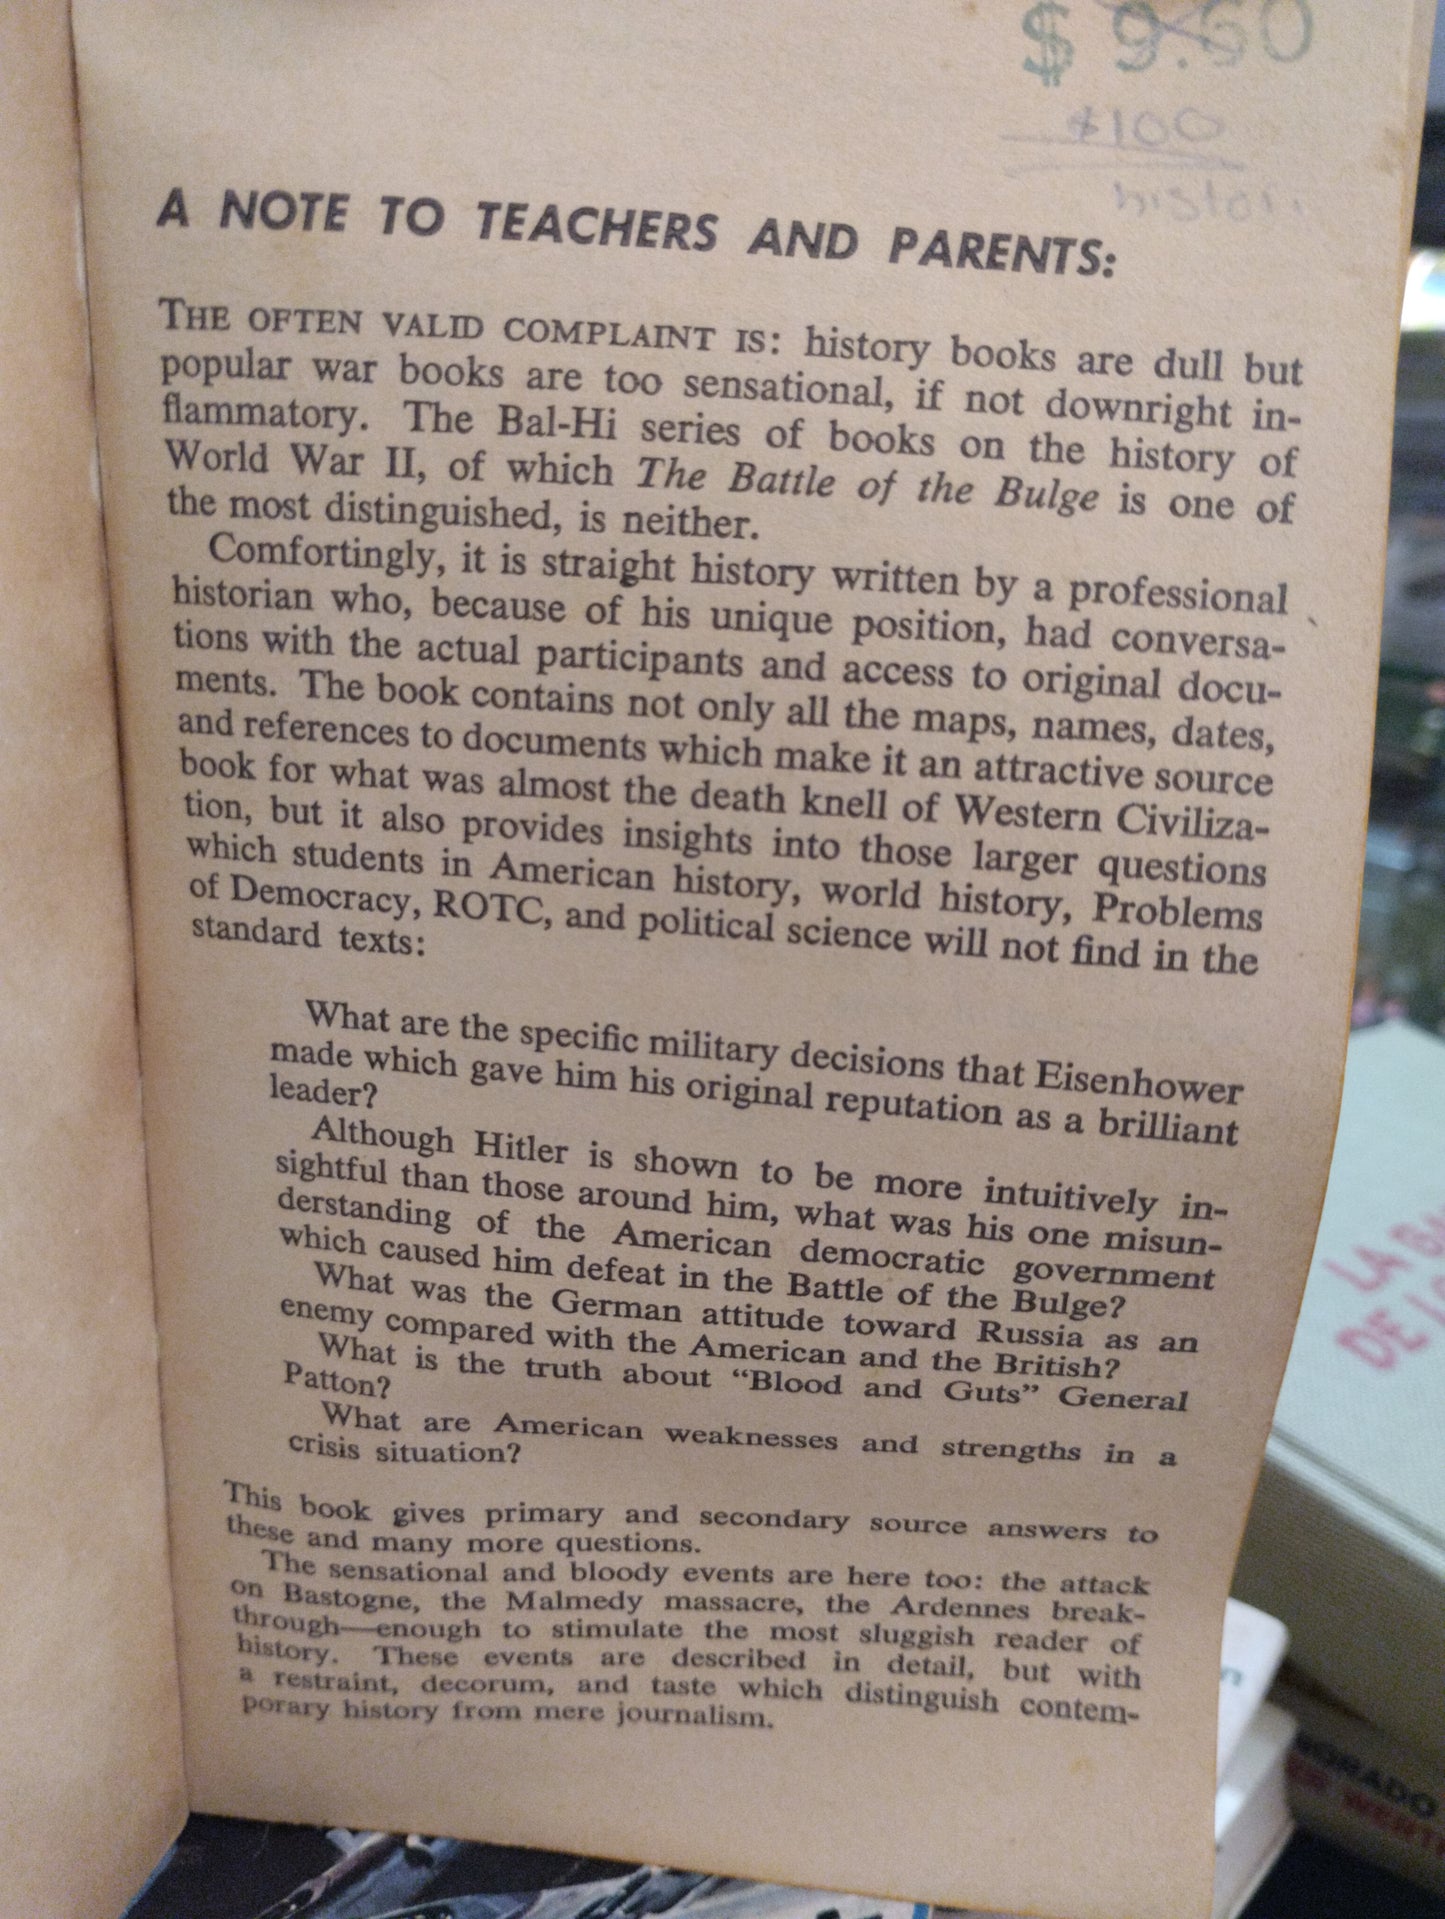 $100
A NOTE TO TEACHERS AND PARENTS:
THE OFTEN VALID COMPLAINT IS: history books are dull but
popular war books are too sensational, if not downright in-
flammatory. The Bal-Hi series of books on the history of
World War II, of which The Battle of the Bulge is one of
the most distinguished, is neither.
Comfortingly, it is straight history written by a professional
historian who, because of his unique position, had conversa-
tions with the actual participants and access to original docu-
ments. The book contains not only all the maps, names, dates,
and references to documents which make it an attractive source
book for what was almost the death knell of Western Civiliza-
tion, but it also provides insights into those larger questions
which students in American history, world history, Problems
of Democracy, ROTC, and political science will not find in the
standard texts:
What are the specific military decisions that Eisenhower
made which gave him his original reputation as a brilliant
leader?
Although Hitler is shown to be more intuitively in-
sightful than those around him, what was his one misun-
derstanding of the American democratic government
which caused him defeat in the Battle of the Bulge?
What was the German attitude toward Russia as an
enemy compared with the American and the British?
What is the truth about "Blood and Guts" General
Patton?
What are American weaknesses and strengths in a
crisis situation?
This book gives primary and secondary source answers to
these and many more questions.
The sensational and bloody events are here too: the attack
on Bastogne, the Malmedy massacre, the Ardennes break-
through—enough to stimulate the most sluggish reader of
history. These events are described in detail, but with
a restraint, decorum, and taste which distinguish contem-
porary history from mere journalism.
LA
DE